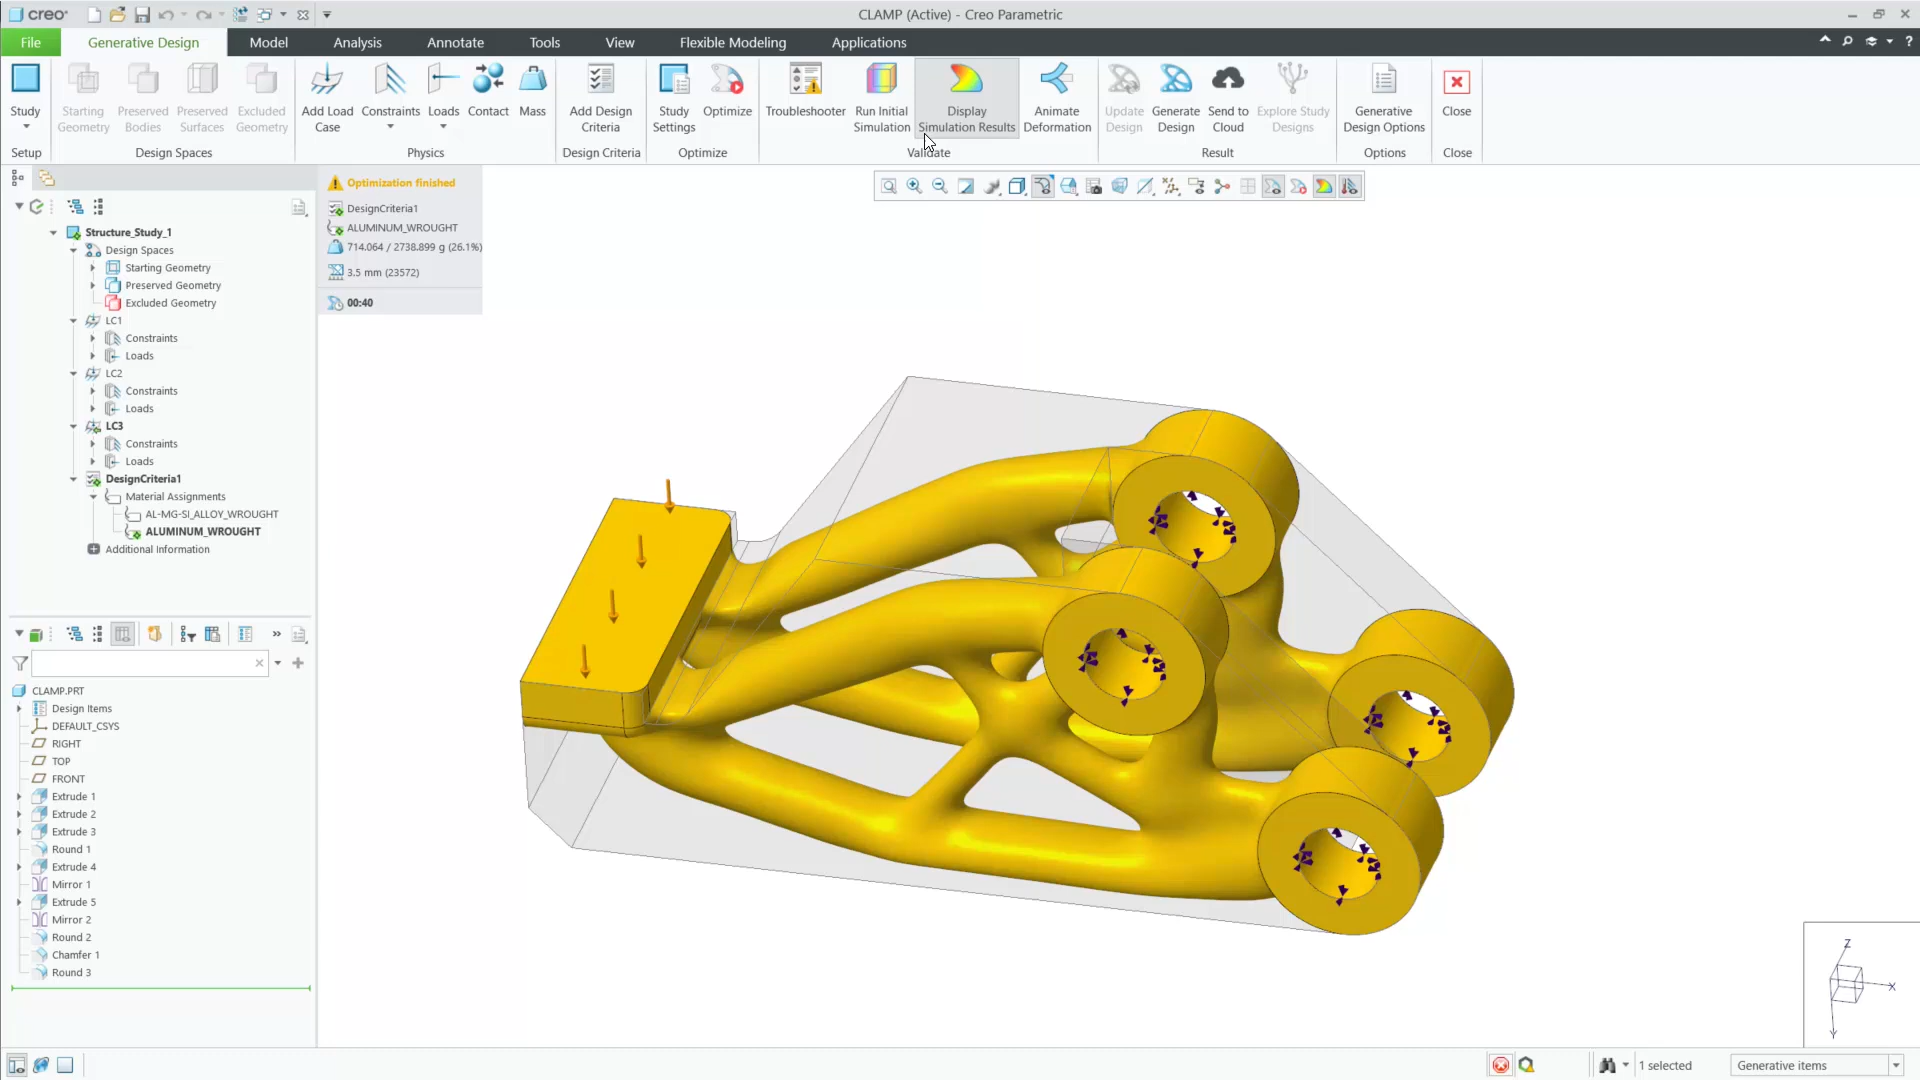 creo
CLAMP (Active) - Creo Parametric
File
Generative Design
Model
Analysis
Annotate
Tools
View
Flexible Modeling
Applications
?
Study
Starting Geometry
Preserved Bodies
Preserved Surfaces
Excluded Geometry
Add Load Case
Constraints
Loads
Contact
Mass
Add Design Criteria
Study Settings
Optimize
Troubleshooter
Run Initial Simulation
Display Simulation Results
Animate Deformation
Update Design
Generate Design
Send to Cloud
Explore Study Designs
Generative Design Options
Close
Setup
Design Spaces
Physics
Design Criteria
Optimize
Validate
Result
Options
Close
Optimization finished
DesignCriteria1
ALUMINUM_WROUGHT
714.064 / 2738.899 g (26.1%)
3.5 mm (23572)
00:40
Structure_Study_1
Design Spaces
Starting Geometry
Preserved Geometry
Excluded Geometry
LC1
Constraints
Loads
LC2
Constraints
Loads
LC3
Constraints
Loads
DesignCriteria1
Material Assignments
AL-MG-SI_ALLOY_WROUGHT
ALUMINUM_WROUGHT
Additional Information
CLAMP.PRT
Design Items
DEFAULT_CSYS
RIGHT
TOP
FRONT
Extrude 1
Extrude 2
Extrude 3
Round 1
Extrude 4
Mirror 1
Extrude 5
Mirror 2
Round 2
Chamfer 1
Round 3
Z
X
1 selected
Generative items